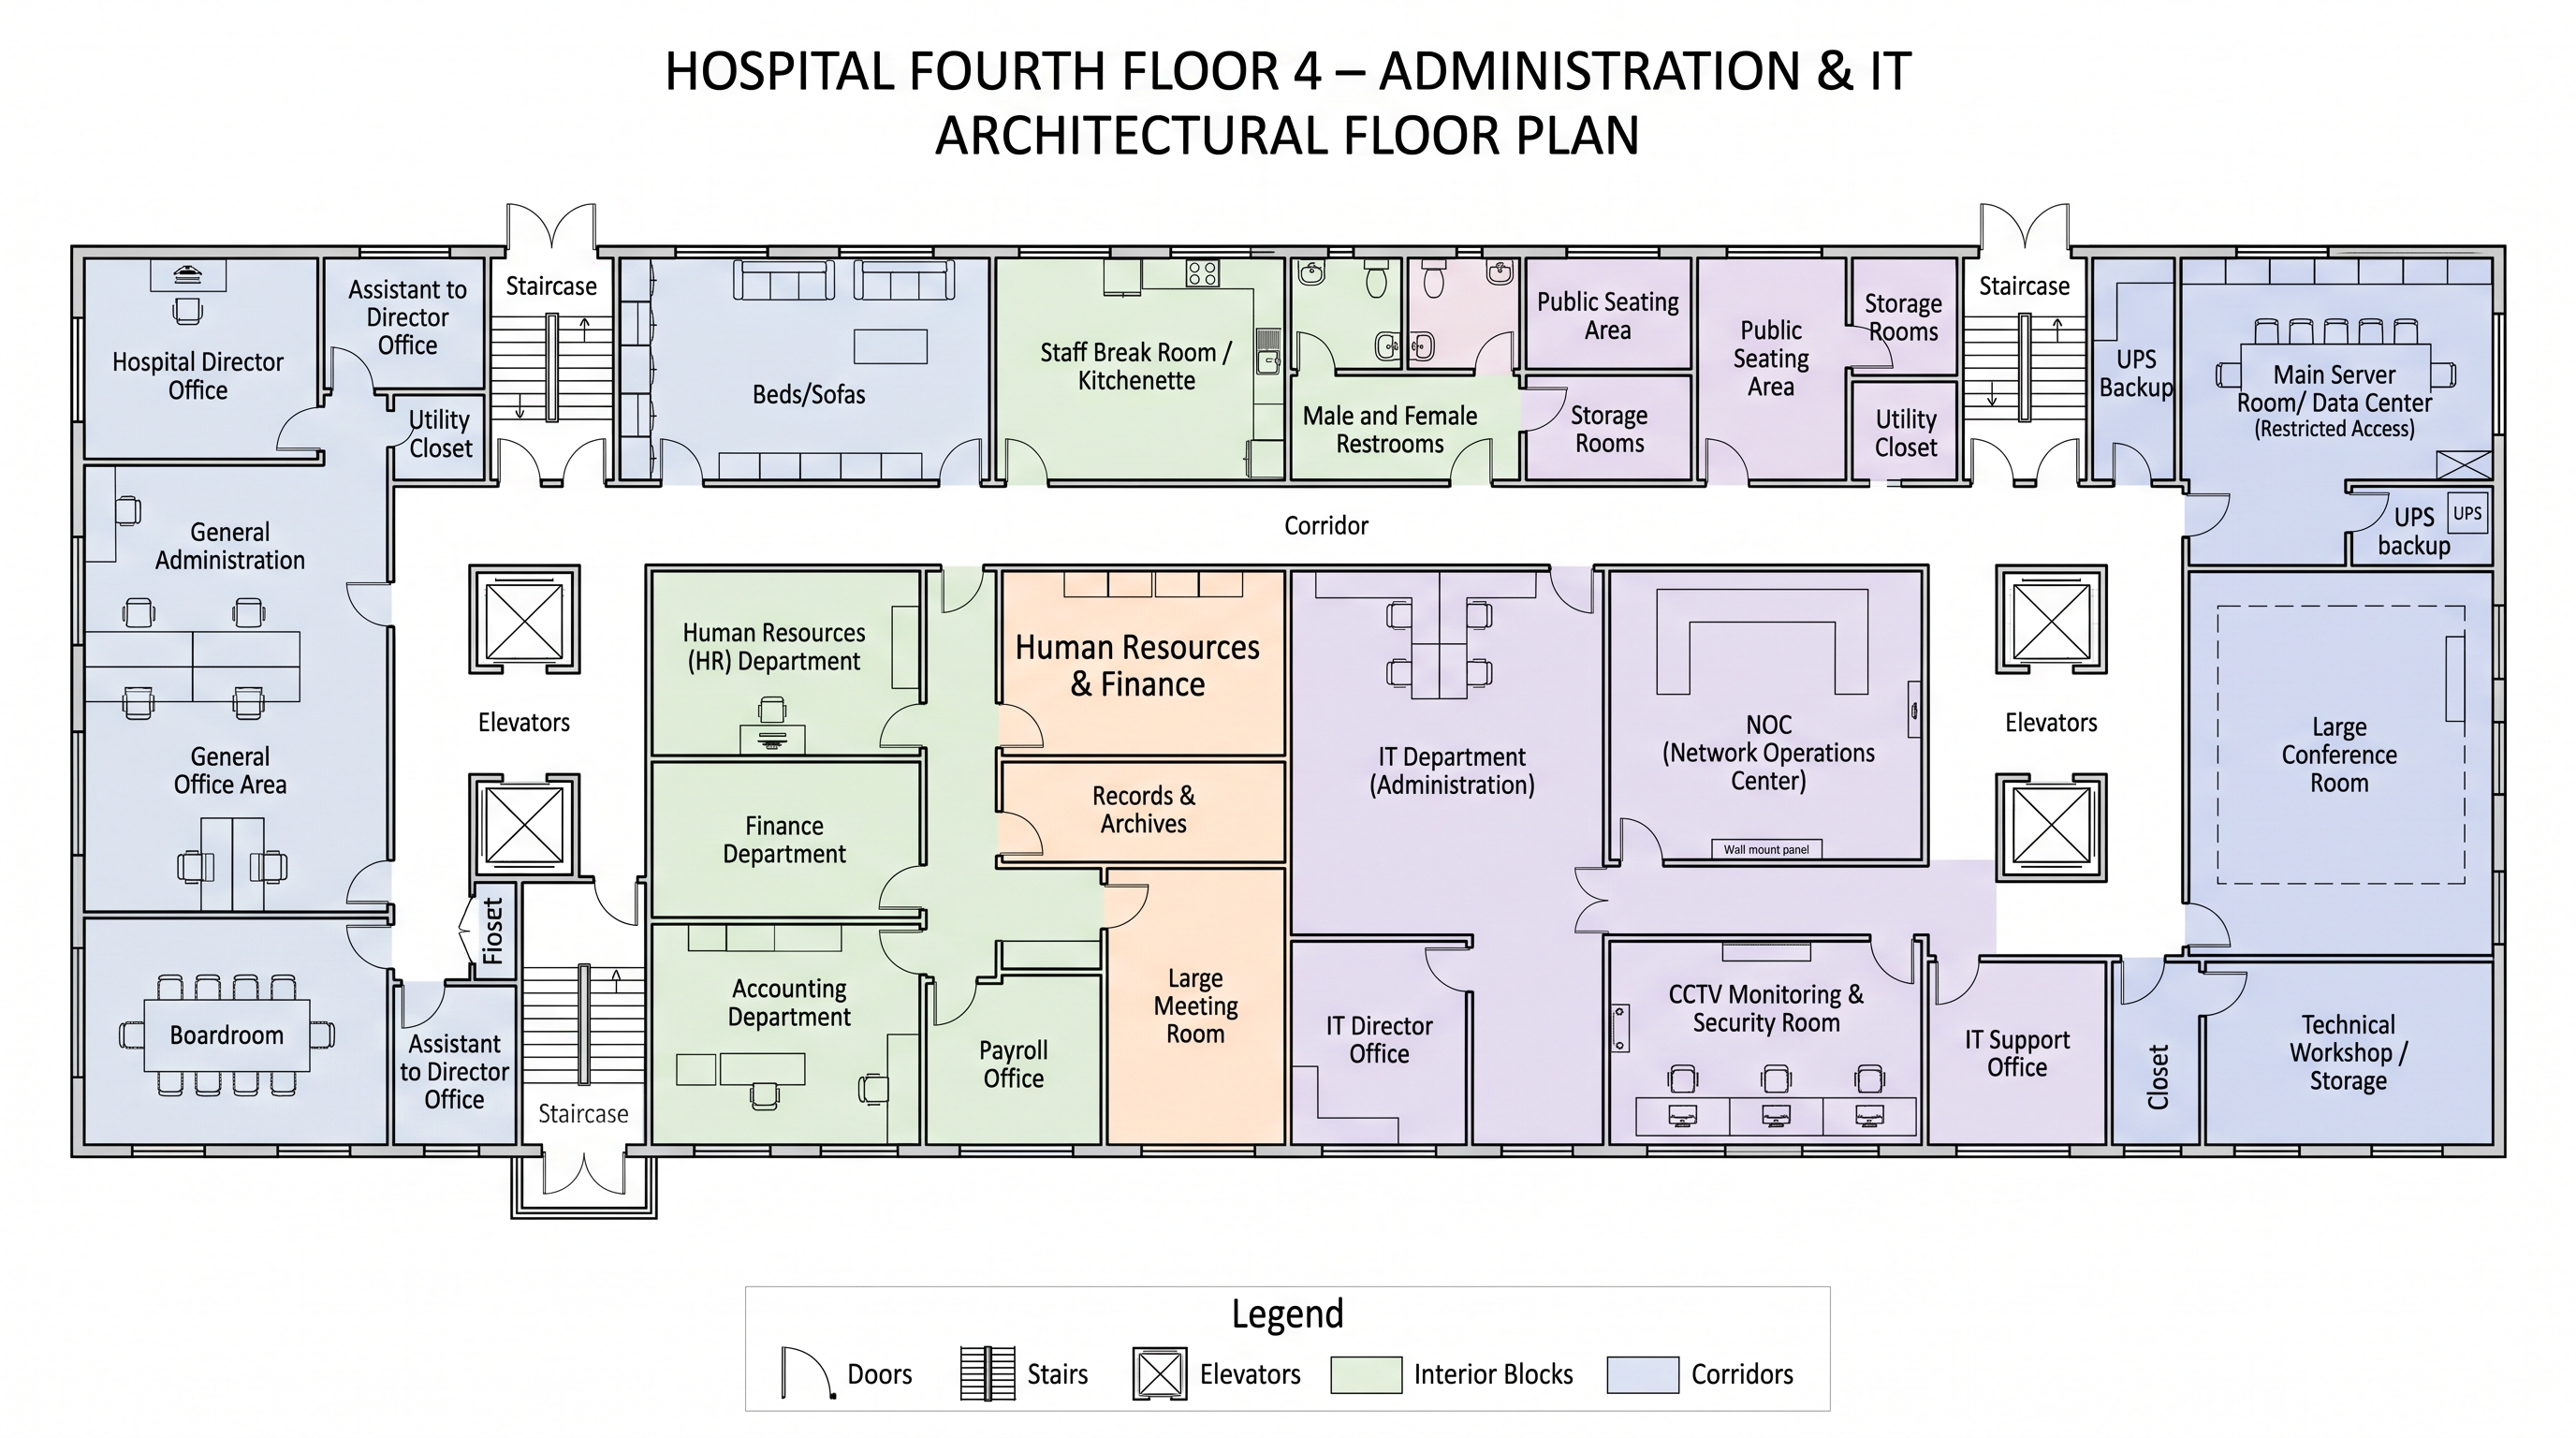 HOSPITAL FOURTH FLOOR 4 – ADMINISTRATION & IT
ARCHITECTURAL FLOOR PLAN
Hospital Director
Office
Assistant to
Director
Office
Utility
Closet
Staircase
Beds/Sofas
Staff Break Room /
Kitchenette
Male and Female
Restrooms
Public Seating
Area
Storage
Rooms
Public
Seating
Area
Storage
Rooms
Utility
Closet
Staircase
UPS
Backup
Main Server
Room/ Data Center
(Restricted Access)
UPS
backup
UPS
Corridor
General
Administration
General
Office Area
Elevators
Human Resources
(HR) Department
Human Resources
& Finance
Finance
Department
Records &
Archives
IT Department
(Administration)
NOC
(Network Operations
Center)
Wall mount panel
Elevators
Large
Conference
Room
Boardroom
Fioset
Assistant
to Director
Office
Staircase
Accounting
Department
Payroll
Office
Large
Meeting
Room
IT Director
Office
CCTV Monitoring &
Security Room
IT Support
Office
Closet
Technical
Workshop /
Storage
Legend
Doors
Stairs
Elevators
Interior Blocks
Corridors